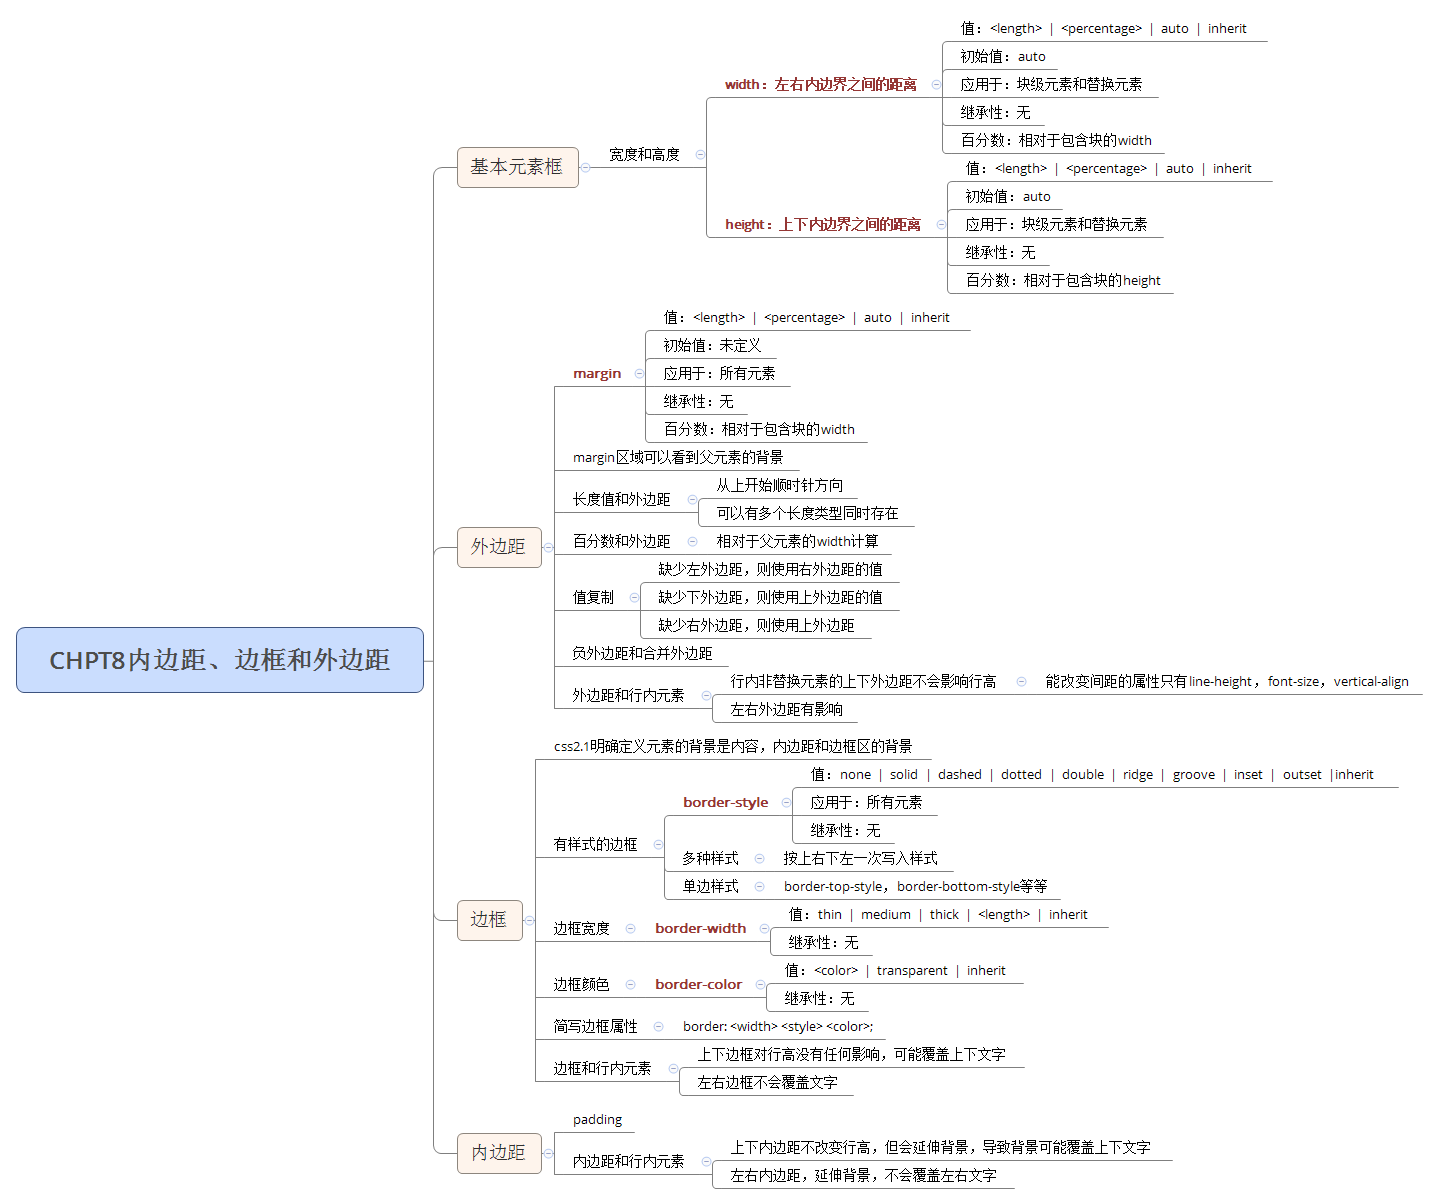 CHPT8内边距、边框和外边距
基本元素框
宽度和高度
width：左右内边界之间的距离
值：<length> | <percentage> | auto | inherit
初始值：auto
应用于：块级元素和替换元素
继承性：无
百分数：相对于包含块的width
height：上下内边界之间的距离
值：<length> | <percentage> | auto | inherit
初始值：auto
应用于：块级元素和替换元素
继承性：无
百分数：相对于包含块的height
外边距
margin
值：<length> | <percentage> | auto | inherit
初始值：未定义
应用于：所有元素
继承性：无
百分数：相对于包含块的width
margin区域可以看到父元素的背景
长度值和外边距
从上开始顺时针方向
可以有多个长度类型同时存在
百分数和外边距
相对于父元素的width计算
值复制
缺少左外边距，则使用右外边距的值
缺少下外边距，则使用上外边距的值
缺少右外边距，则使用上外边距
负外边距和合并外边距
外边距和行内元素
行内非替换元素的上下外边距不会影响行高
能改变间距的属性只有line-height，font-size，vertical-align
左右外边距有影响
边框
css2.1明确定义元素的背景是内容，内边距和边框区的背景
有样式的边框
border-style
值：none | solid | dashed | dotted | double | ridge | groove | inset | outset |inherit
应用于：所有元素
继承性：无
多种样式
按上右下左一次写入样式
单边样式
border-top-style，border-bottom-style等等
边框宽度
border-width
值：thin | medium | thick | <length> | inherit
继承性：无
边框颜色
border-color
值：<color> | transparent | inherit
继承性：无
简写边框属性
border: <width> <style> <color>;
边框和行内元素
上下边框对行高没有任何影响，可能覆盖上下文字
左右边框不会覆盖文字
内边距
padding
内边距和行内元素
上下内边距不改变行高，但会延伸背景，导致背景可能覆盖上下文字
左右内边距，延伸背景，不会覆盖左右文字